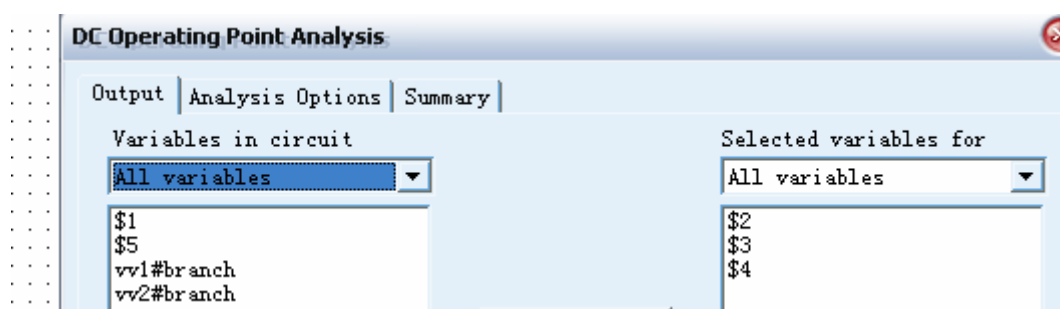 DC Operating Point Analysis
Output Analysis Options Summary
Variables in circuit
Selected variables for
All variables
All variables
$1
$5
vv1#branch
vv2#branch
$2
$3
$4